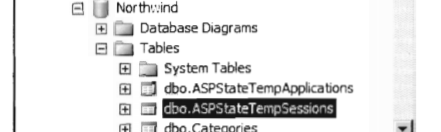 Northwind
Database Diagrams
Tables
System Tables
dbo.ASPStateTempApplications
dbo.ASPStateTempSessions
dbo.Categories